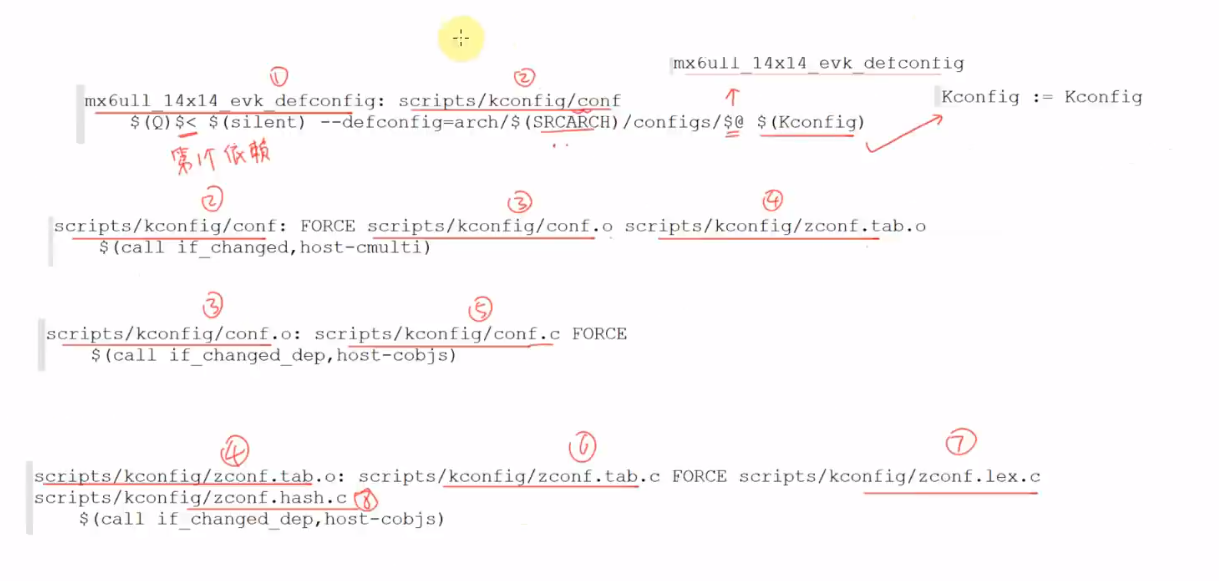 mx6ull_14x14_evk_defconfig
① ②
mx6ull_14x14_evk_defconfig: scripts/kconfig/conf
Kconfig := Kconfig
$(Q)$< $(silent) --defconfig=arch/$(SRCARCH)/configs/$@ $(Kconfig)
第1个依赖
② ③ ④
scripts/kconfig/conf: FORCE scripts/kconfig/conf.o scripts/kconfig/zconf.tab.o
$(call if_changed,host-cmulti)
③ ⑤
scripts/kconfig/conf.o: scripts/kconfig/conf.c FORCE
$(call if_changed_dep,host-cobjs)
④ ⑥ ⑦
scripts/kconfig/zconf.tab.o: scripts/kconfig/zconf.tab.c FORCE scripts/kconfig/zconf.lex.c
scripts/kconfig/zconf.hash.c ⑧
$(call if_changed_dep,host-cobjs)